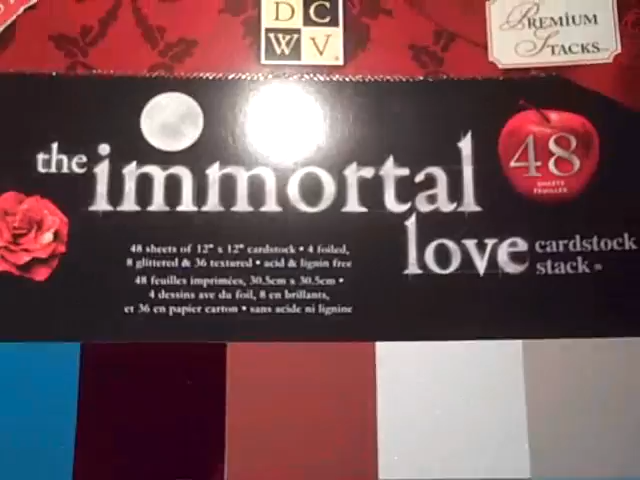 D C
W V
PREMIUM
STACKS
the immortal
48
SHEETS
FEUILLES
love cardstock
stack
48 sheets of 12" x 12" cardstock • 4 foiled,
8 glittered & 36 textured • acid & lignin free
48 feuilles imprimées, 30.5cm x 30.5cm •
4 dessins ave du foil, 8 en brillants,
et 36 en papier carton • sans acide ni lignine